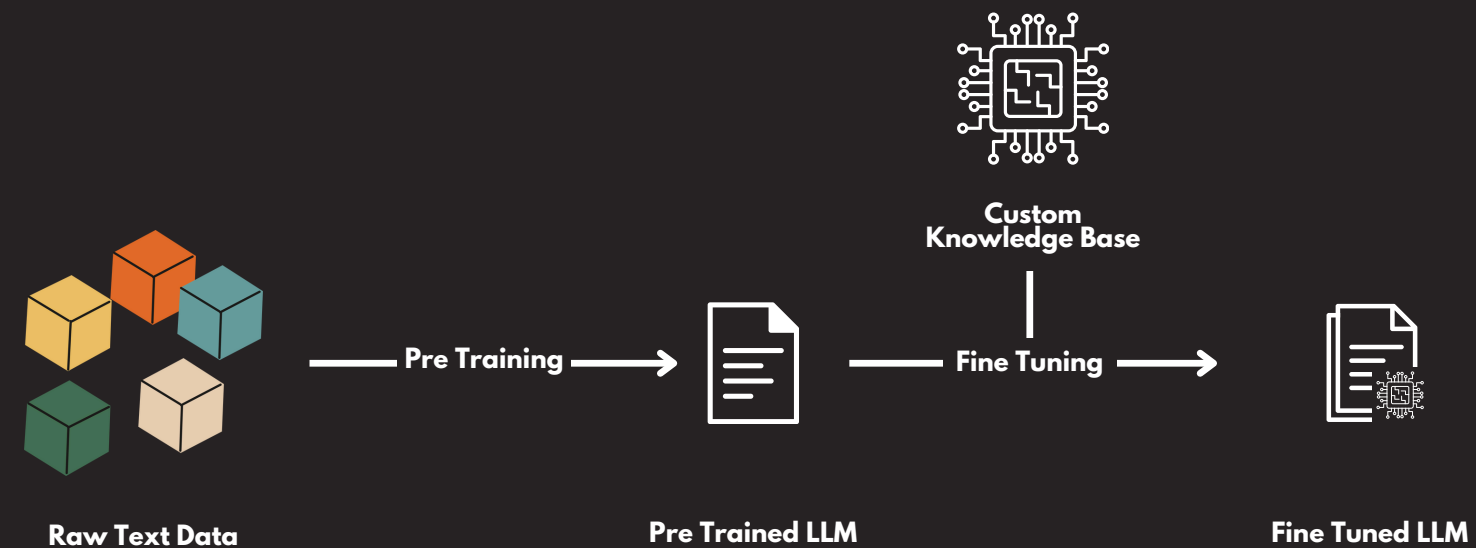 Custom
Knowledge Base
Pre Training
Fine Tuning
Raw Text Data
Pre Trained LLM
Fine Tuned LLM